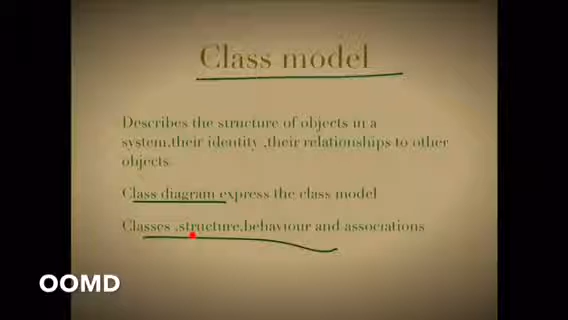 Class model
Describes the structure of objects in a
system,their identity ,their relationships to other
objects.
Class diagram express the class model
Classes ,structure,behaviour and associations
OOMD